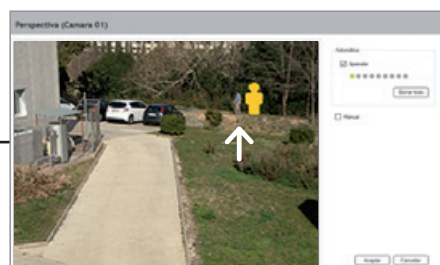 Perspectiva (Camara 01)
Automática
Aprender
Borrar todo
Manual
Aceptar
Cancelar